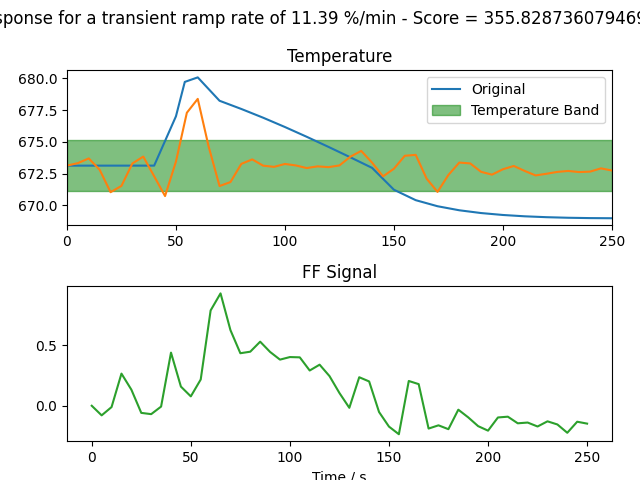 sponse for a transient ramp rate of 11.39 %/min - Score = 355.828736079469
Temperature
680.0
677.5
675.0
672.5
670.0
Original
Temperature Band
0 50 100 150 200 250
FF Signal
0.5
0.0
0 50 100 150 200 250
Time / s